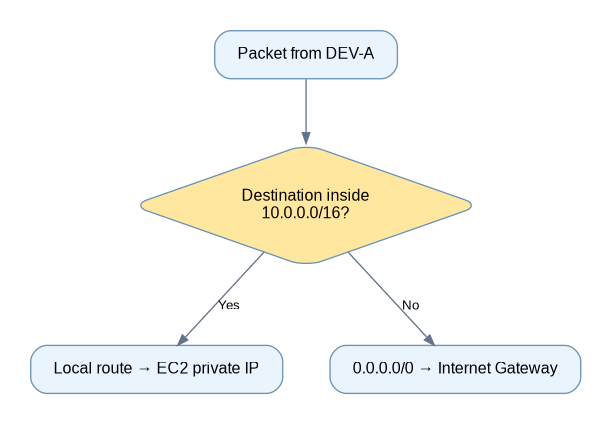 Packet from DEV-A
Destination inside
10.0.0.0/16?
Yes
No
Local route → EC2 private IP
0.0.0.0/0 → Internet Gateway